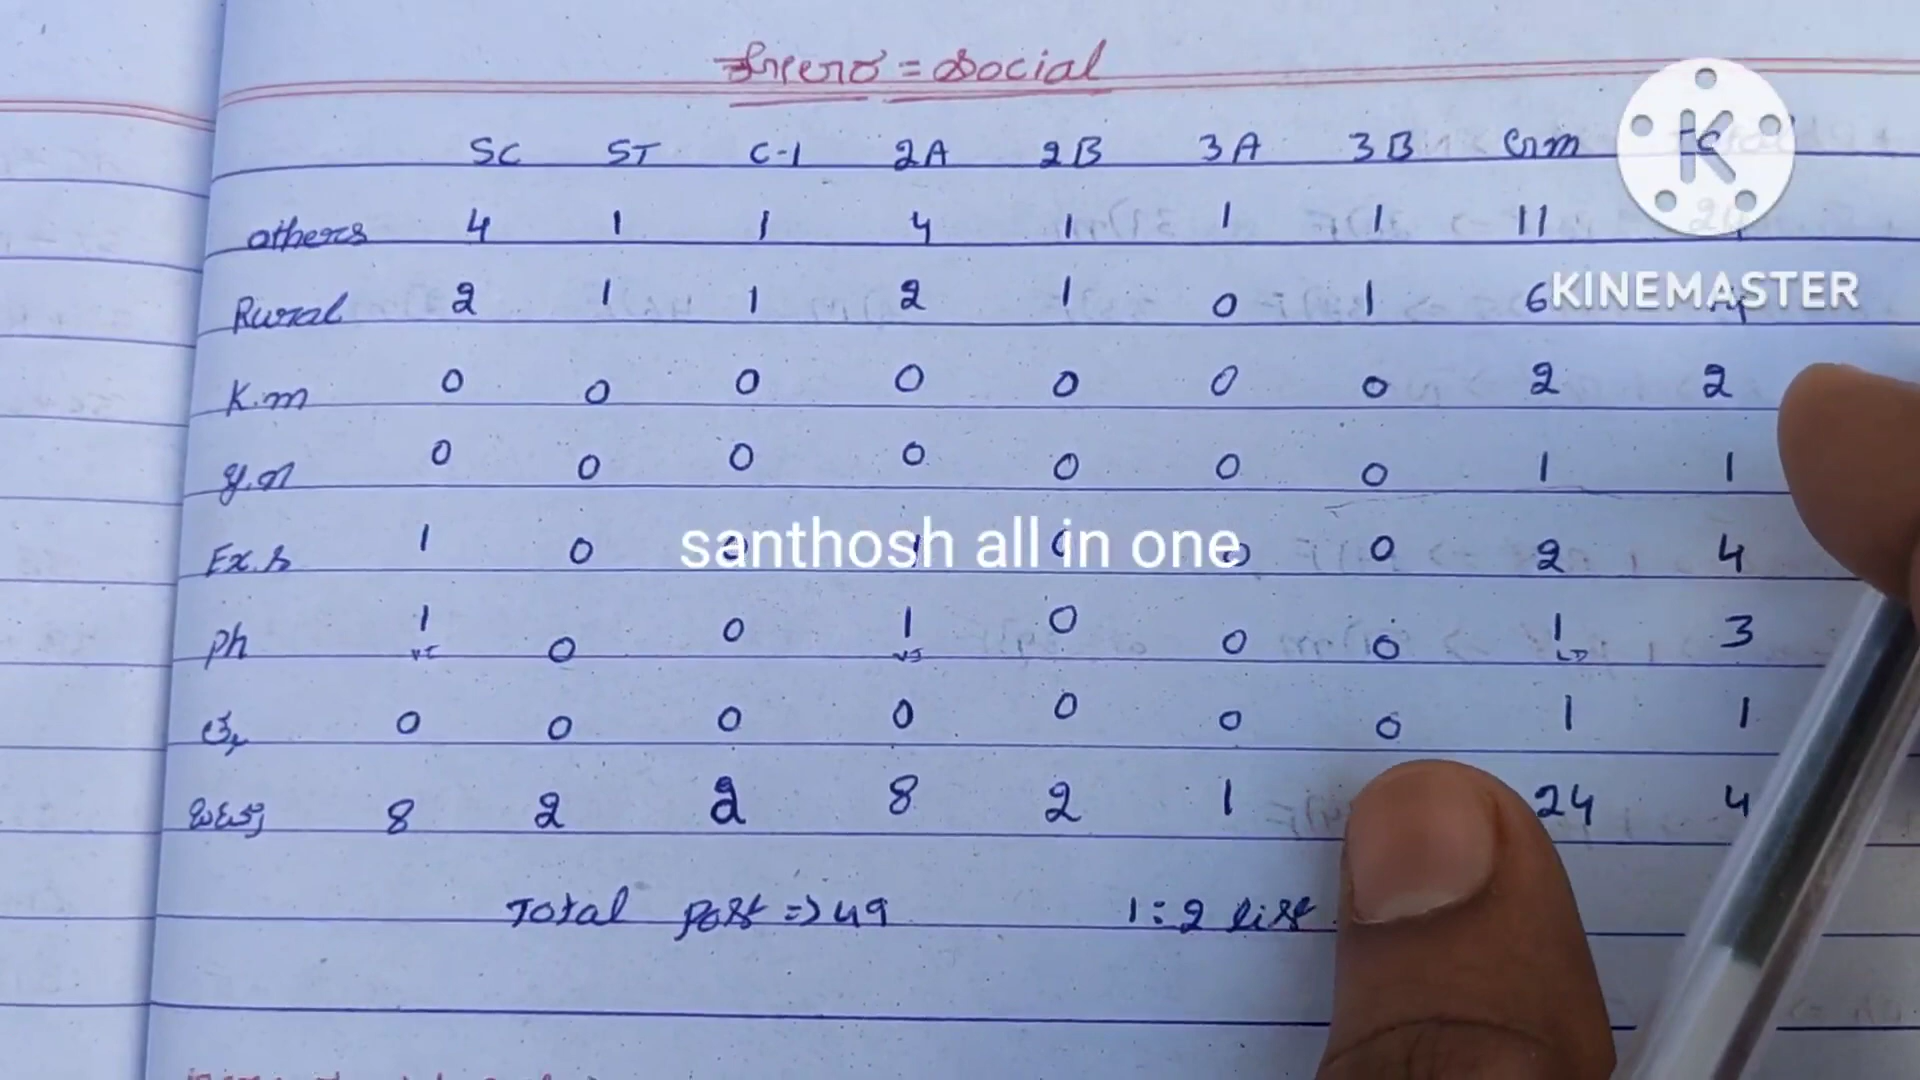 = Social
SC ST C-1 2A 2B 3A 3B Gm
others 4 1 1 4 1 1 1 11
Rural 2 1 1 2 1 0 1 6
KINEMASTER
K.m 0 0 0 0 0 0 0 2 2
y.n 0 0 0 0 0 0 0 1 1
Ex.s 1 0 0 1 0 0 0 2 4
santhosh all in one
Ph 1 0 0 1 0 0 0 1 3
0 0 0 0 0 0 0 1 1
8 2 2 8 2 1 24 4
Total post => 49 1:2 list